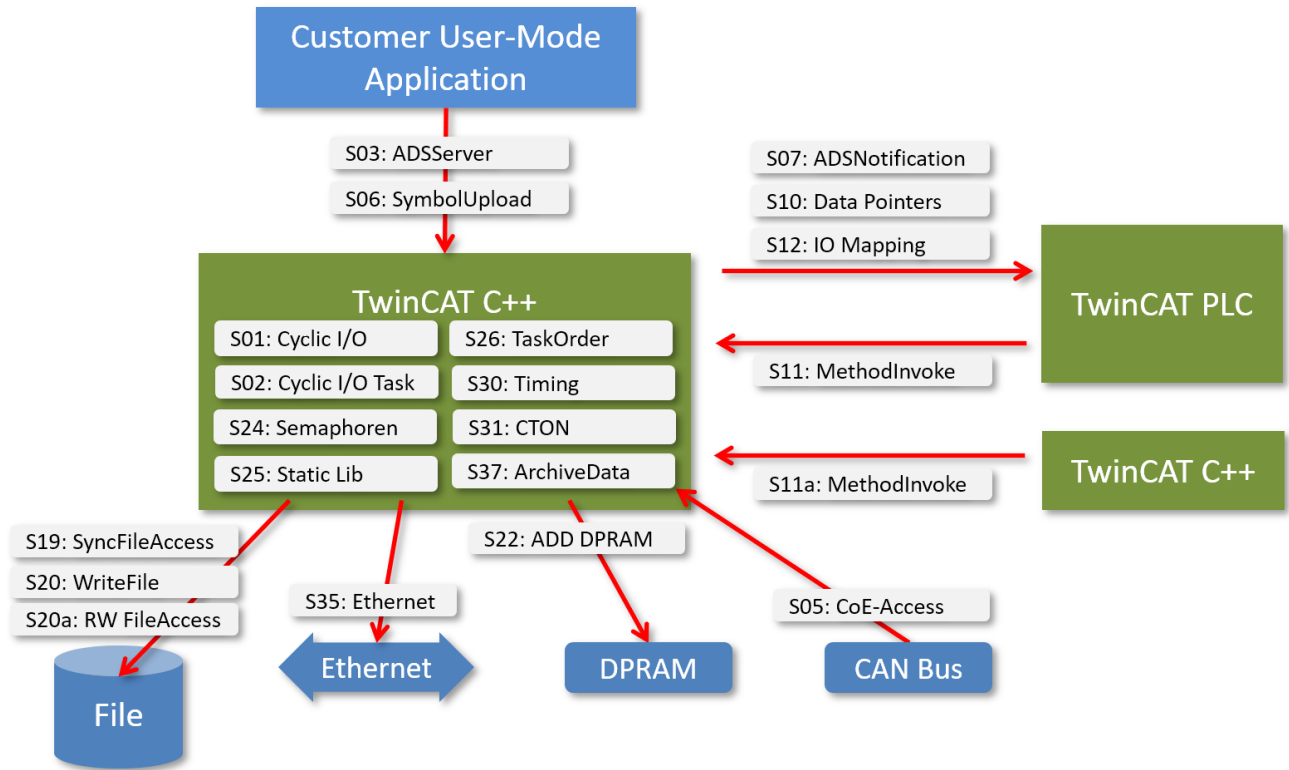 Customer User-Mode
Application
S03: ADSServer
S06: SymbolUpload
S07: ADSNotification
S10: Data Pointers
S12: IO Mapping
TwinCAT C++
S01: Cyclic I/O
S02: Cyclic I/O Task
S24: Semaphoren
S25: Static Lib
S26: TaskOrder
S30: Timing
S31: CTON
S37: ArchiveData
TwinCAT PLC
S11: MethodInvoke
TwinCAT C++
S11a: MethodInvoke
S19: SyncFileAccess
S20: WriteFile
S20a: RW FileAccess
File
S35: Ethernet
Ethernet
S22: ADD DPRAM
DPRAM
S05: CoE-Access
CAN Bus